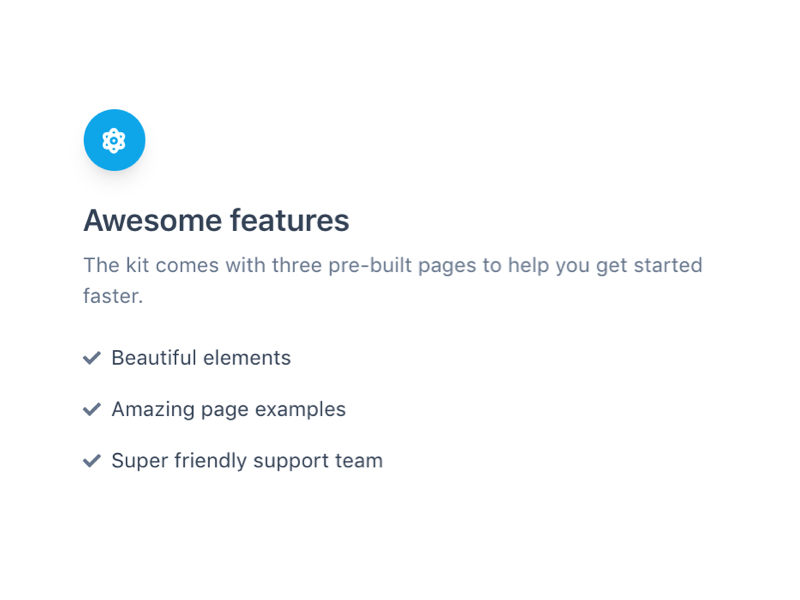 Awesome features
The kit comes with three pre-built pages to help you get started
faster.
Beautiful elements
Amazing page examples
Super friendly support team